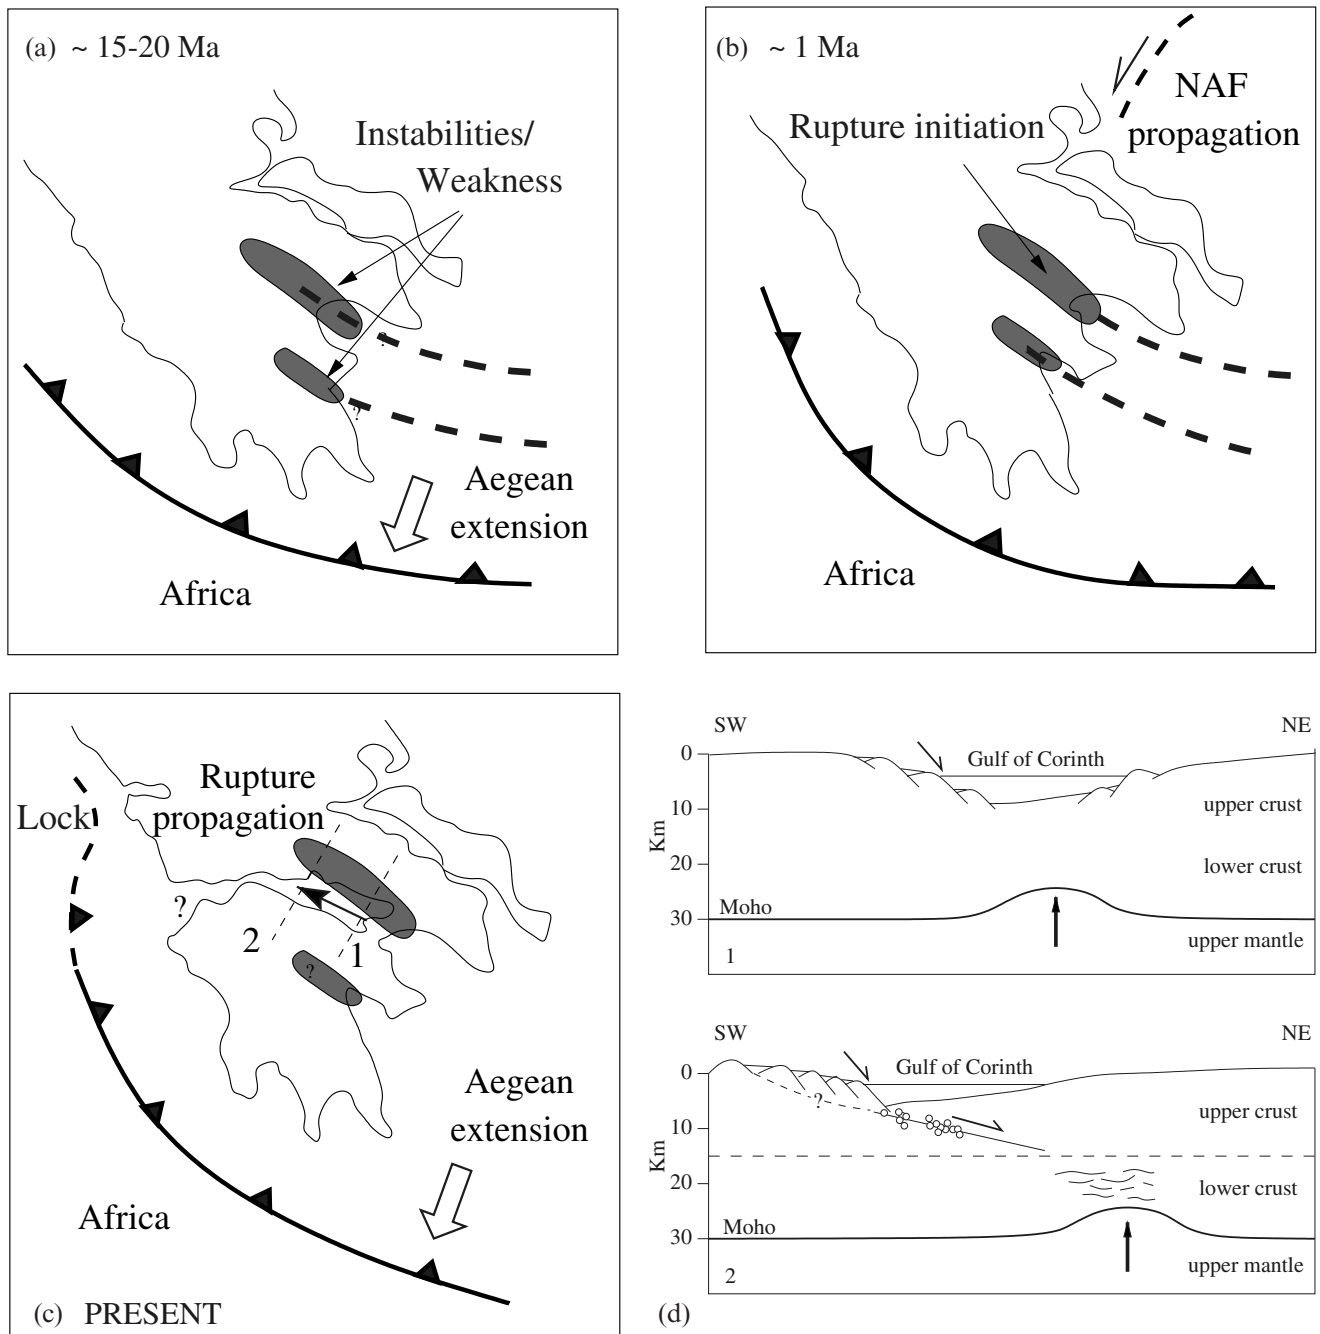 (a) ~ 15-20 Ma
Instabilities/
Weakness
?
?
Aegean
extension
Africa
(b) ~ 1 Ma
NAF
propagation
Rupture initiation
Africa
Rupture
propagation
Lock
?
2
1
?
Aegean
extension
Africa
(c) PRESENT
SW NE
0
Gulf of Corinth
10
upper crust
Km
20
lower crust
Moho
30
upper mantle
1
SW NE
Gulf of Corinth
0
?
upper crust
10
Km
20
lower crust
Moho
30
upper mantle
2
(d)